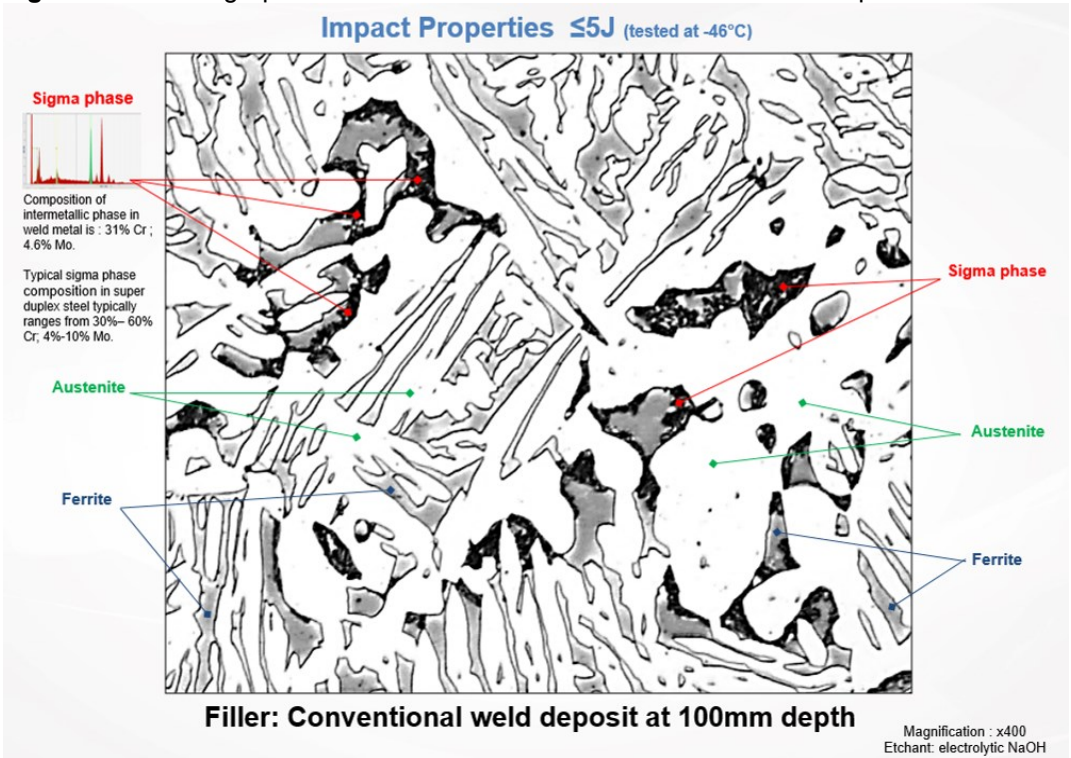 Impact Properties ≤5J (tested at -46°C)
Sigma phase
Composition of
intermetallic phase in
weld metal is : 31% Cr ;
4.6% Mo.
Typical sigma phase
composition in super
duplex steel typically
ranges from 30%– 60%
Cr; 4%-10% Mo.
Austenite
Ferrite
Sigma phase
Austenite
Ferrite
Filler: Conventional weld deposit at 100mm depth
Magnification : x400
Etchant: electrolytic NaOH